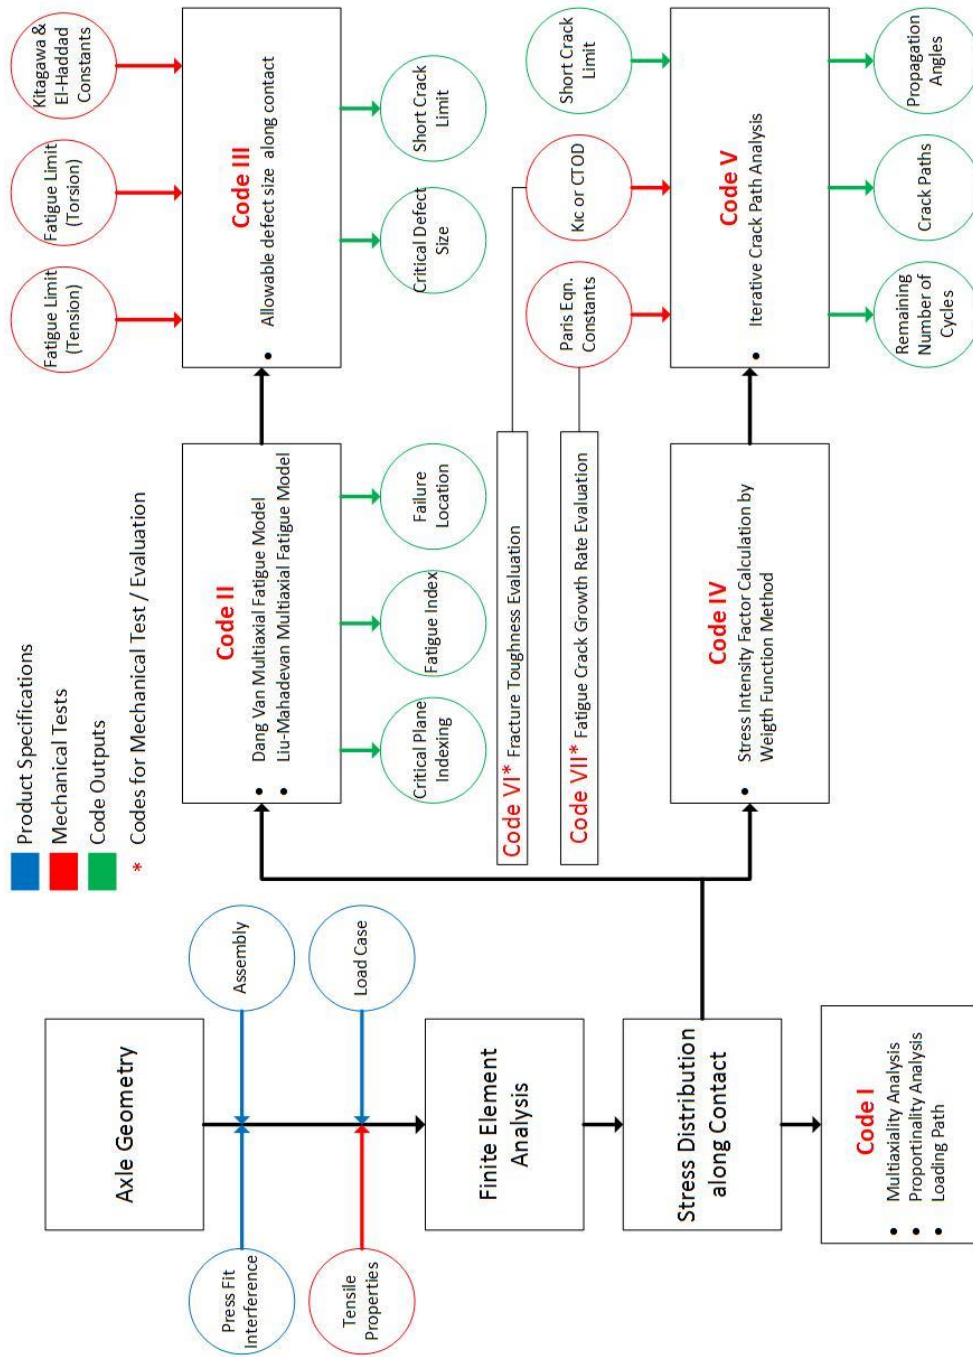 Product Specifications
Mechanical Tests
Code Outputs
* Codes for Mechanical Test / Evaluation
Axle Geometry
Press Fit
Interference
Assembly
Tensile
Properties
Load Case
Finite Element
Analysis
Stress Distribution
along Contact
Code I
• Multiaxiality Analysis
• Proportinality Analysis
• Loading Path
Code II
• Dang Van Multiaxial Fatigue Model
• Liu-Mahadevan Multiaxial Fatigue Model
Critical Plane
Indexing
Fatigue Index
Failure
Location
Fatigue Limit
(Tension)
Fatigue Limit
(Torsion)
Kitagawa &
El-Haddad
Constants
Code III
• Allowable defect size along contact
Critical Defect
Size
Short Crack
Limit
Code VI* Fracture Toughness Evaluation
Code VII* Fatigue Crack Growth Rate Evaluation
Code IV
• Stress Intensity Factor Calculation by
Weigth Function Method
Paris Eqn.
Constants
Kıc or CTOD
Short Crack
Limit
Code V
• Iterative Crack Path Analysis
Remaining
Number of
Cycles
Crack Paths
Propagation
Angles